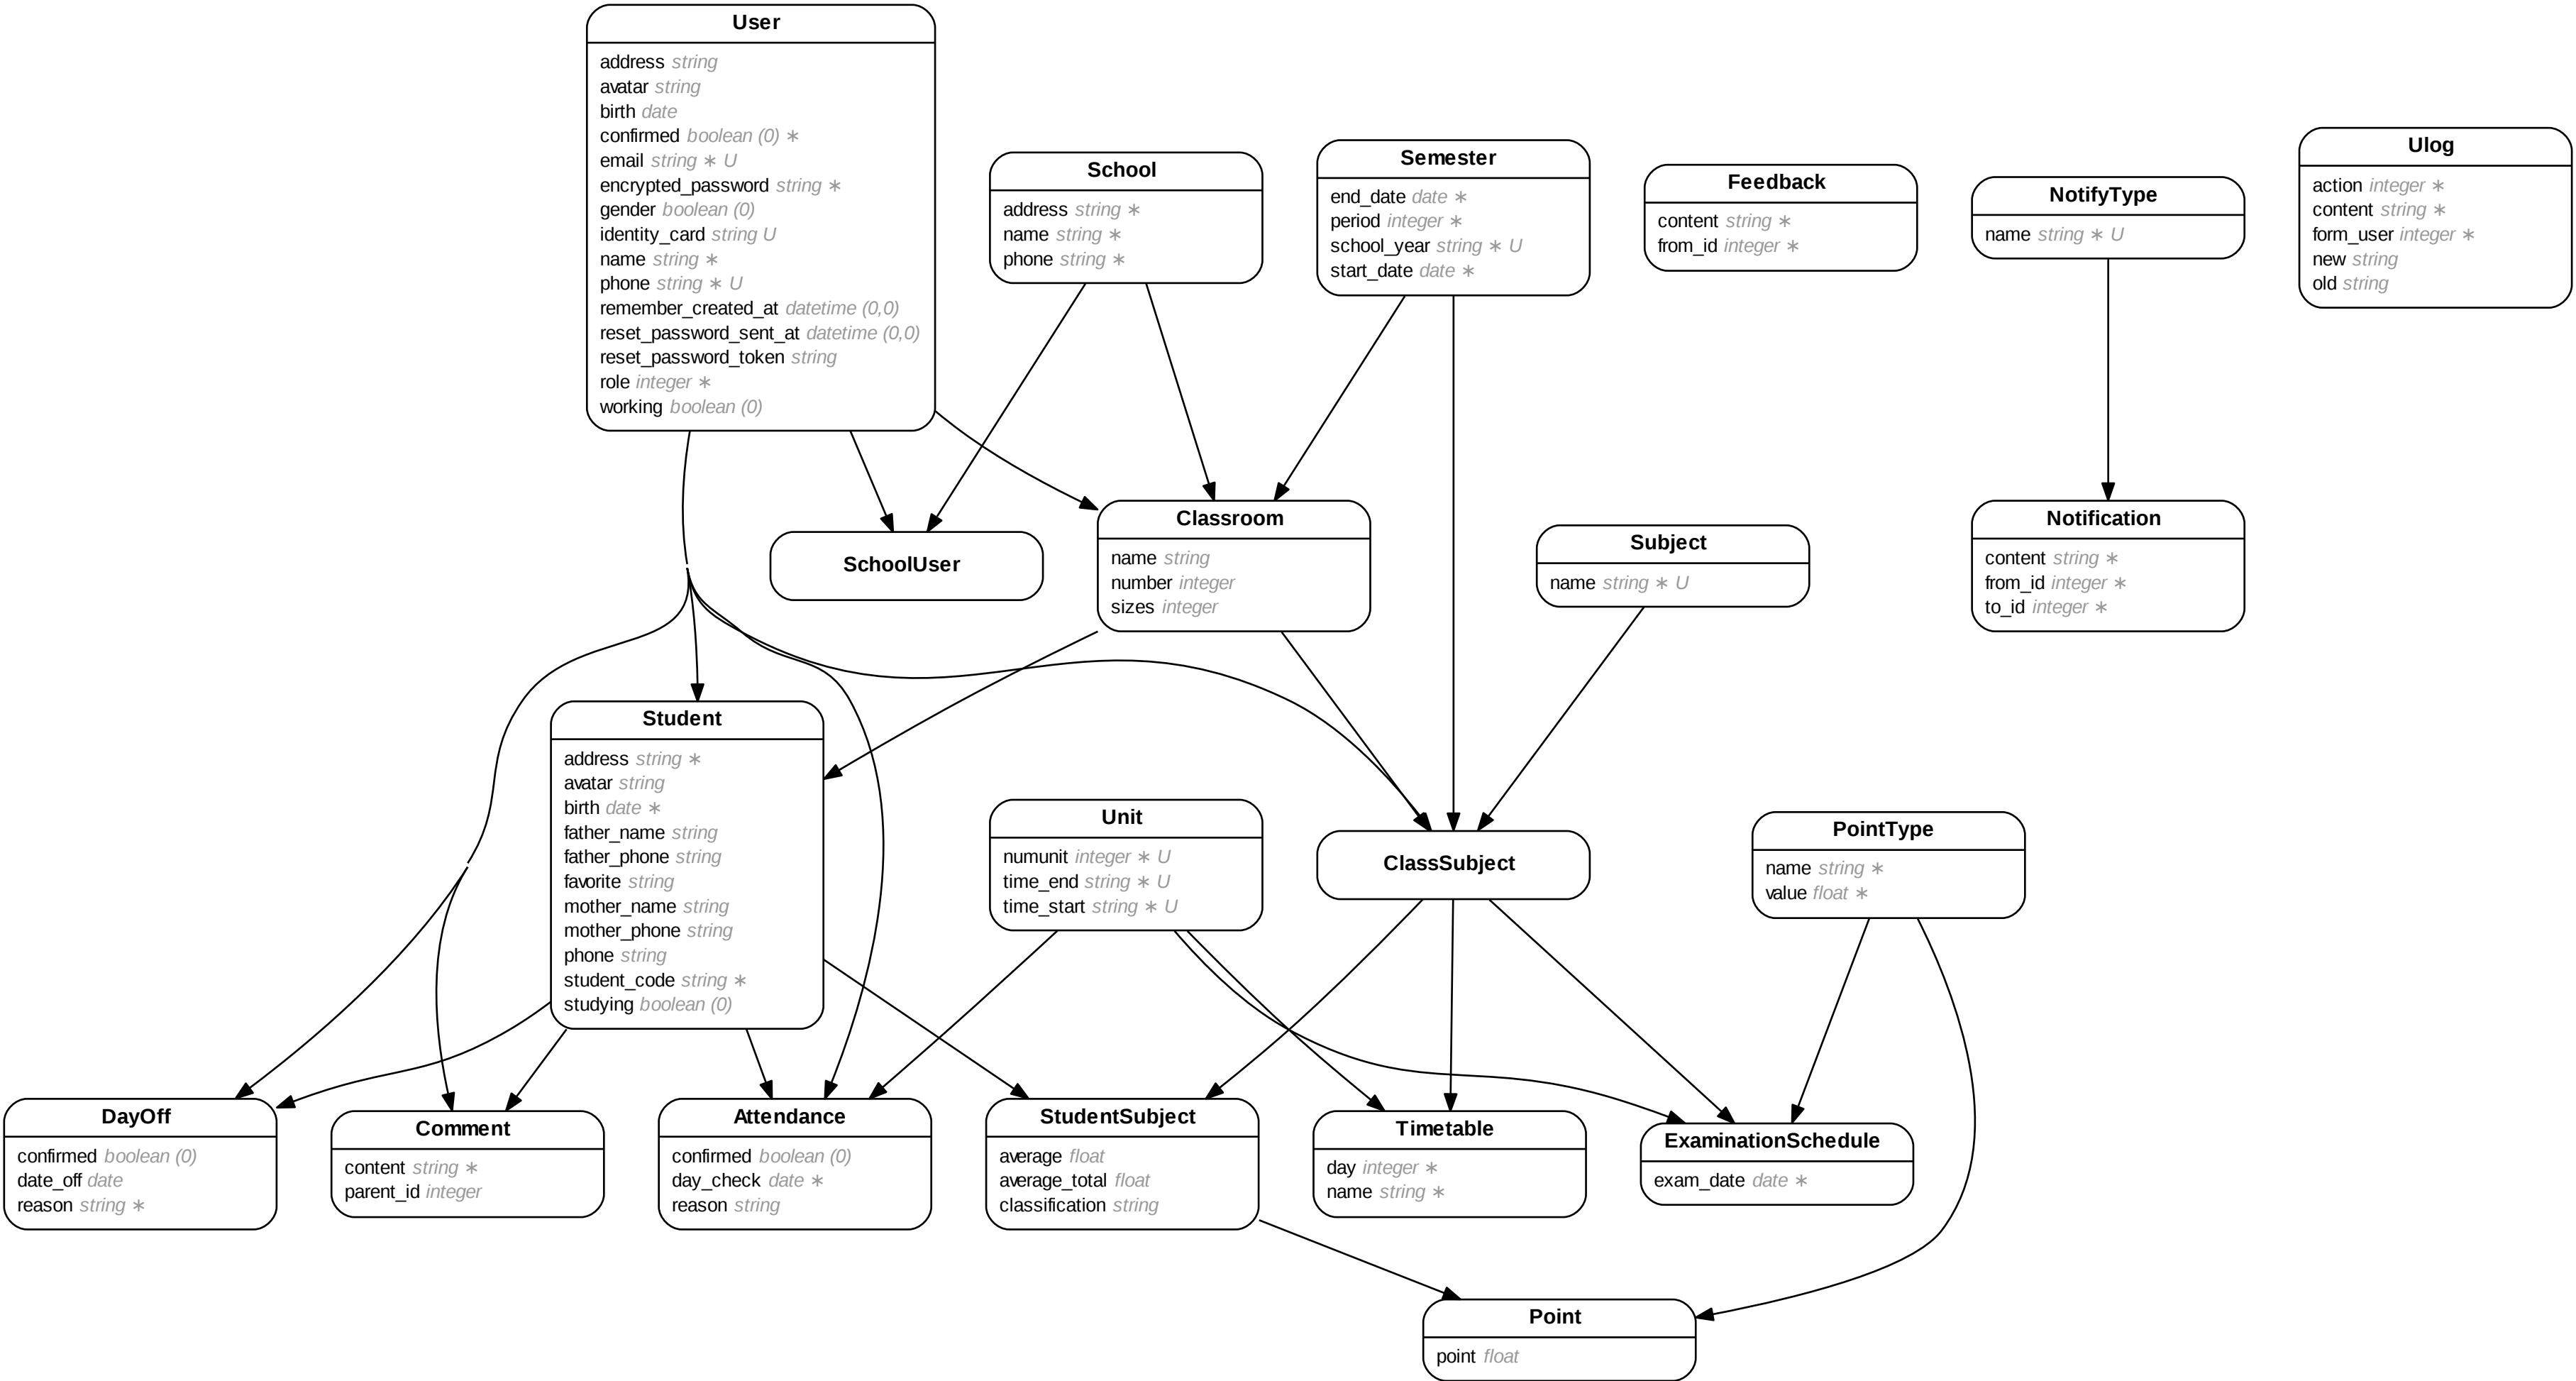 User
address string
avatar string
birth date
confirmed boolean (0) ∗
email string ∗ U
encrypted_password string ∗
gender boolean (0)
identity_card string U
name string ∗
phone string ∗ U
remember_created_at datetime (0,0)
reset_password_sent_at datetime (0,0)
reset_password_token string
role integer ∗
working boolean (0)
School
address string ∗
name string ∗
phone string ∗
Semester
end_date date ∗
period integer ∗
school_year string ∗ U
start_date date ∗
Feedback
content string ∗
from_id integer ∗
NotifyType
name string ∗ U
Ulog
action integer ∗
content string ∗
form_user integer ∗
new string
old string
SchoolUser
Classroom
name string
number integer
sizes integer
Subject
name string ∗ U
Notification
content string ∗
from_id integer ∗
to_id integer ∗
Student
address string ∗
avatar string
birth date ∗
father_name string
father_phone string
favorite string
mother_name string
mother_phone string
phone string
student_code string ∗
studying boolean (0)
Unit
numunit integer ∗ U
time_end string ∗ U
time_start string ∗ U
ClassSubject
PointType
name string ∗
value float ∗
DayOff
confirmed boolean (0)
date_off date
reason string ∗
Comment
content string ∗
parent_id integer
Attendance
confirmed boolean (0)
day_check date ∗
reason string
StudentSubject
average float
average_total float
classification string
Timetable
day integer ∗
name string ∗
ExaminationSchedule
exam_date date ∗
Point
point float